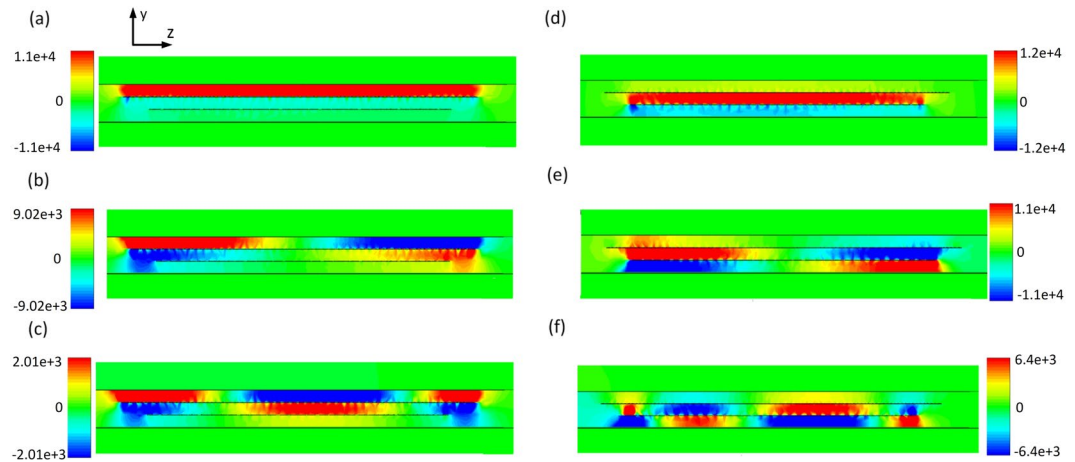 (a)
y
z
1.1e+4
0
-1.1e+4
(b)
9.02e+3
0
-9.02e+3
(c)
2.01e+3
0
-2.01e+3
(d)
1.2e+4
0
-1.2e+4
(e)
1.1e+4
0
-1.1e+4
(f)
6.4e+3
0
-6.4e+3